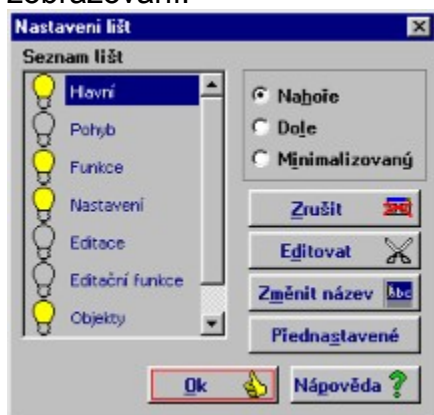 zobrazování.
Nastavení lišt
Seznam lišt
Hlavní
Pohyb
Funkce
Nastavení
Editace
Editační funkce
Objekty
Nahoře
Dole
Minimalizovaný
Zrušit
Editovat
Změnit název
Abc
Přednastavené
Ok
Nápověda